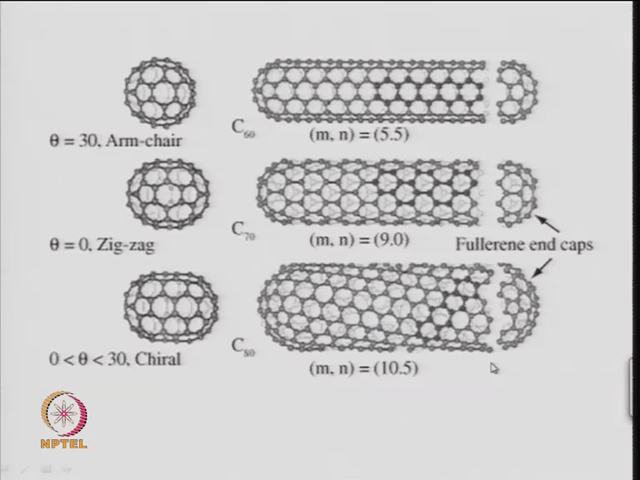 C60
θ = 30, Arm-chair
(m, n) = (5.5)
C70
θ = 0, Zig-zag
(m, n) = (9.0)
Fullerene end caps
C80
0 < θ < 30, Chiral
(m, n) = (10.5)
NPTEL